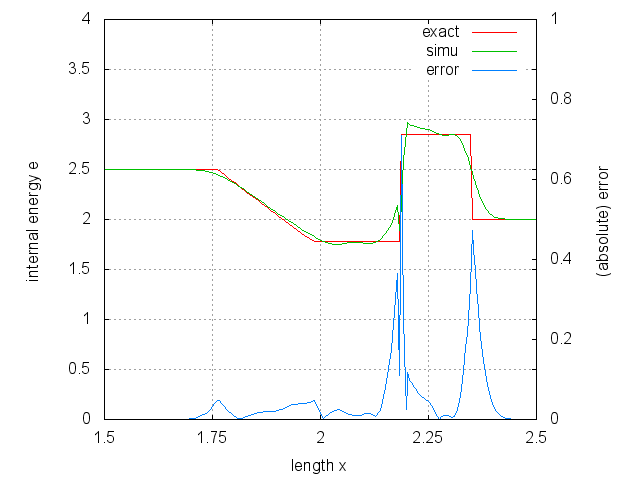 4
3.5
3
2.5
2
1.5
1
0.5
0
internal energy e
1
0.8
0.6
0.4
0.2
0
(absolute) error
exact
simu
error
1.5 1.75 2 2.25 2.5
length x